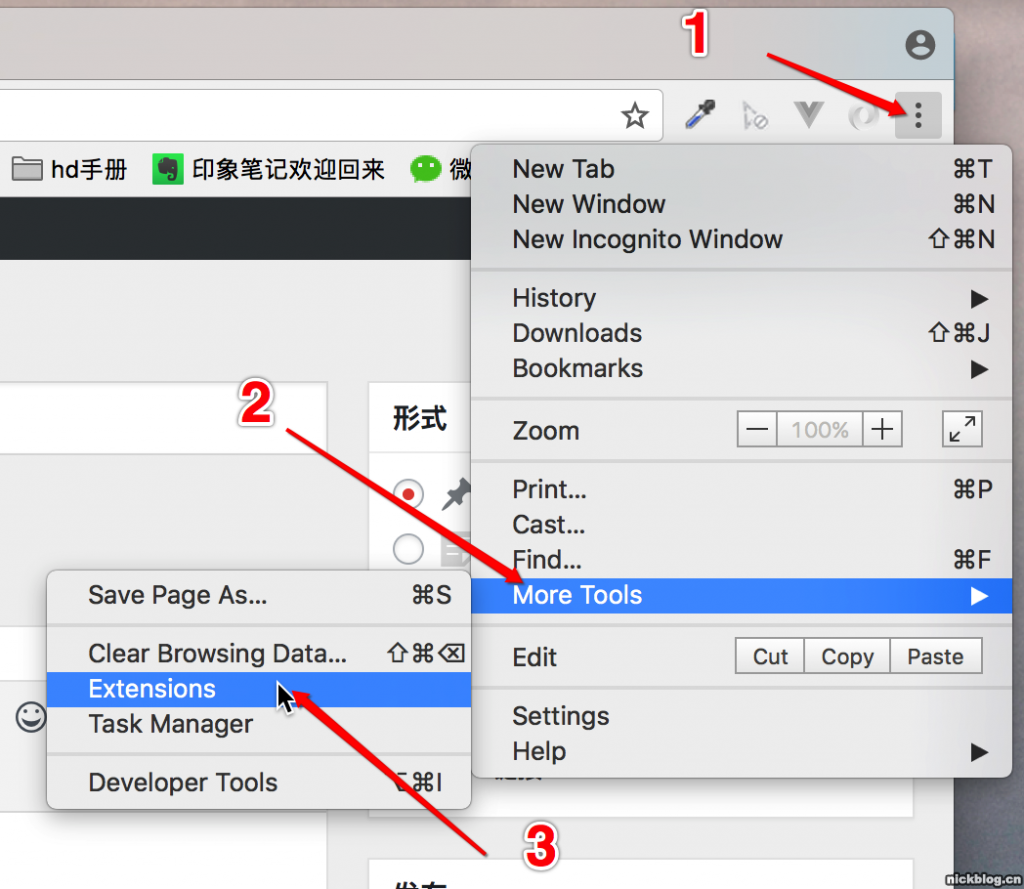 1
hd手册 印象笔记欢迎回来 微
New Tab ⌘T
New Window ⌘N
New Incognito Window ⇧⌘N
History ▶
Downloads ⇧⌘J
Bookmarks ▶
2
形式
Zoom — 100% +
Print... ⌘P
Cast...
Find... ⌘F
More Tools ▶
Edit Cut Copy Paste
Settings
Help ▶
Save Page As... ⌘S
Clear Browsing Data... ⇧⌘⌫
Extensions
Task Manager
Developer Tools ⌥⌘I
3
nickblog.cn